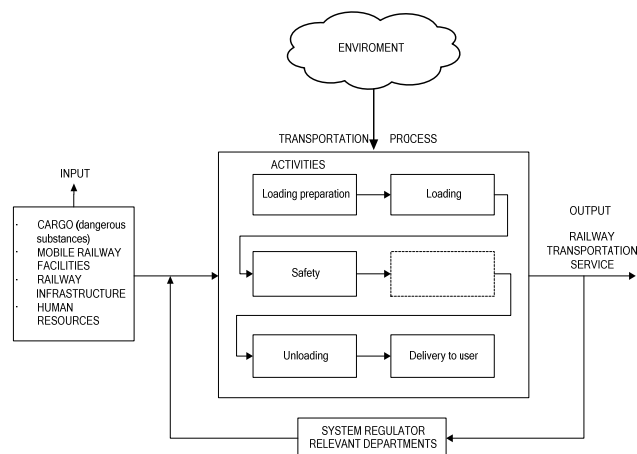 ENVIROMENT
TRANSPORTATION PROCESS
ACTIVITIES
Loading preparation
Loading
INPUT
· CARGO (dangerous
substances)
· MOBILE RAILWAY
FACILITIES
· RAILWAY
INFRASTRUCTURE
· HUMAN
RESOURCES
Safety
OUTPUT
RAILWAY
TRANSPORTATION
SERVICE
Unloading
Delivery to user
SYSTEM REGULATOR
RELEVANT DEPARTMENTS